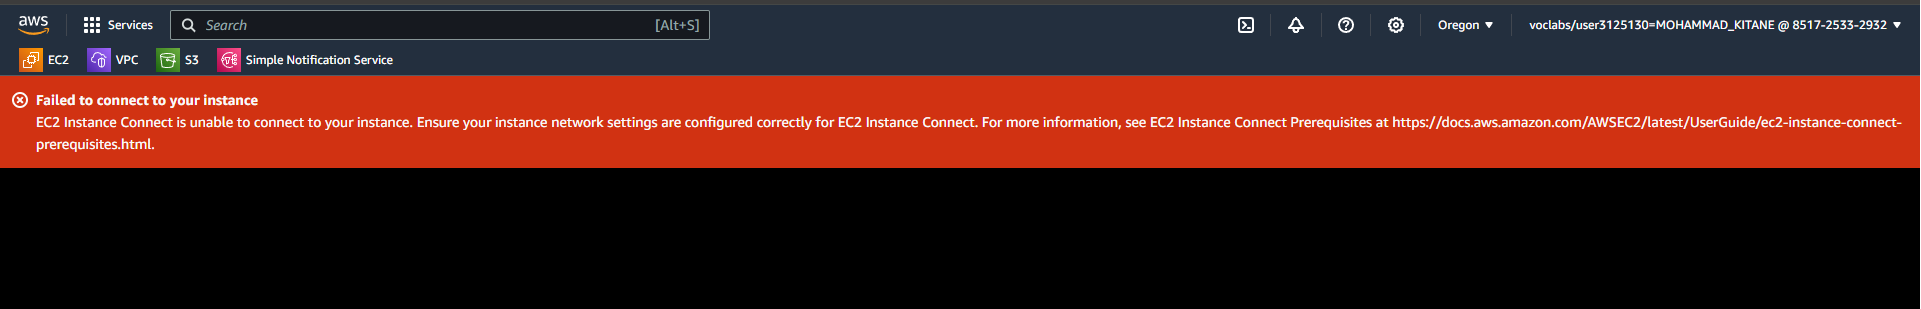 aws
Services
Search
[Alt+S]
Oregon
voclabs/user3125130=MOHAMMAD_KITANE @ 8517-2533-2932
EC2
VPC
S3
Simple Notification Service
Failed to connect to your instance
EC2 Instance Connect is unable to connect to your instance. Ensure your instance network settings are configured correctly for EC2 Instance Connect. For more information, see EC2 Instance Connect Prerequisites at https://docs.aws.amazon.com/AWSEC2/latest/UserGuide/ec2-instance-connect-
prerequisites.html.